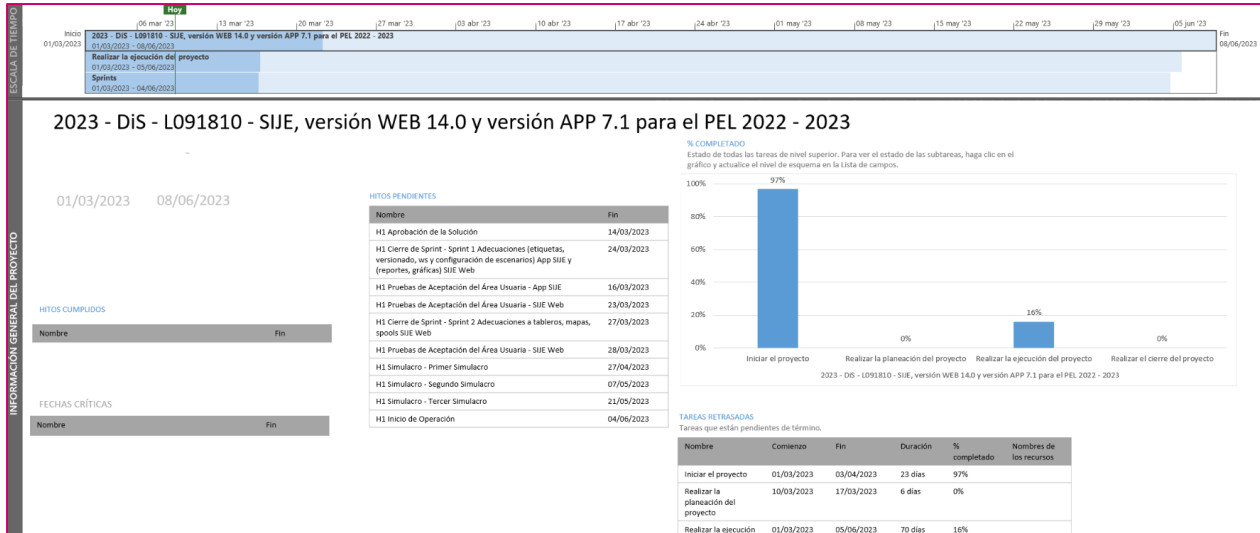 ESCALA DE TIEMPO
Hoy
06 mar '23
13 mar '23
20 mar '23
27 mar '23
03 abr '23
10 abr '23
17 abr '23
24 abr '23
01 may '23
08 may '23
15 may '23
22 may '23
29 may '23
05 jun '23
Inicio
01/03/2023
2023 - DiS - L091810 - SIJE, versión WEB 14.0 y versión APP 7.1 para el PEL 2022 - 2023
01/03/2023 - 08/06/2023
Realizar la ejecución del proyecto
01/03/2023 - 05/06/2023
Sprints
01/03/2023 - 04/06/2023
Fin
08/06/2023
INFORMACIÓN GENERAL DEL PROYECTO
2023 - DiS - L091810 - SIJE, versión WEB 14.0 y versión APP 7.1 para el PEL 2022 - 2023
01/03/2023 08/06/2023
HITOS CUMPLIDOS
Nombre Fin
FECHAS CRÍTICAS
Nombre Fin
HITOS PENDIENTES
Nombre Fin
H1 Aprobación de la Solución 14/03/2023
H1 Cierre de Sprint - Sprint 1 Adecuaciones (etiquetas, 24/03/2023
versionado, ws y configuración de escenarios) App SIJE y
(reportes, gráficas) SIJE Web
H1 Pruebas de Aceptación del Área Usuaria - App SIJE 16/03/2023
H1 Pruebas de Aceptación del Área Usuaria - SIJE Web 23/03/2023
H1 Cierre de Sprint - Sprint 2 Adecuaciones a tableros, mapas, 27/03/2023
spools SIJE Web
H1 Pruebas de Aceptación del Área Usuaria - SIJE Web 28/03/2023
H1 Simulacro - Primer Simulacro 27/04/2023
H1 Simulacro - Segundo Simulacro 07/05/2023
H1 Simulacro - Tercer Simulacro 21/05/2023
H1 Inicio de Operación 04/06/2023
% COMPLETADO
Estado de todas las tareas de nivel superior. Para ver el estado de las subtareas, haga clic en el
gráfico y actualice el nivel de esquema en la Lista de campos.
100%
80%
60%
40%
20%
0%
97%
0%
16%
0%
Iniciar el proyecto
Realizar la planeación del proyecto
Realizar la ejecución del proyecto
Realizar el cierre del proyecto
2023 - DiS - L091810 - SIJE, versión WEB 14.0 y versión APP 7.1 para el PEL 2022 - 2023
TAREAS RETRASADAS
Tareas que están pendientes de término.
Nombre Comienzo Fin Duración % completado Nombres de los recursos
Iniciar el proyecto 01/03/2023 03/04/2023 23 días 97%
Realizar la 10/03/2023 17/03/2023 6 días 0%
planeación del
proyecto
Realizar la ejecución 01/03/2023 05/06/2023 70 días 16%